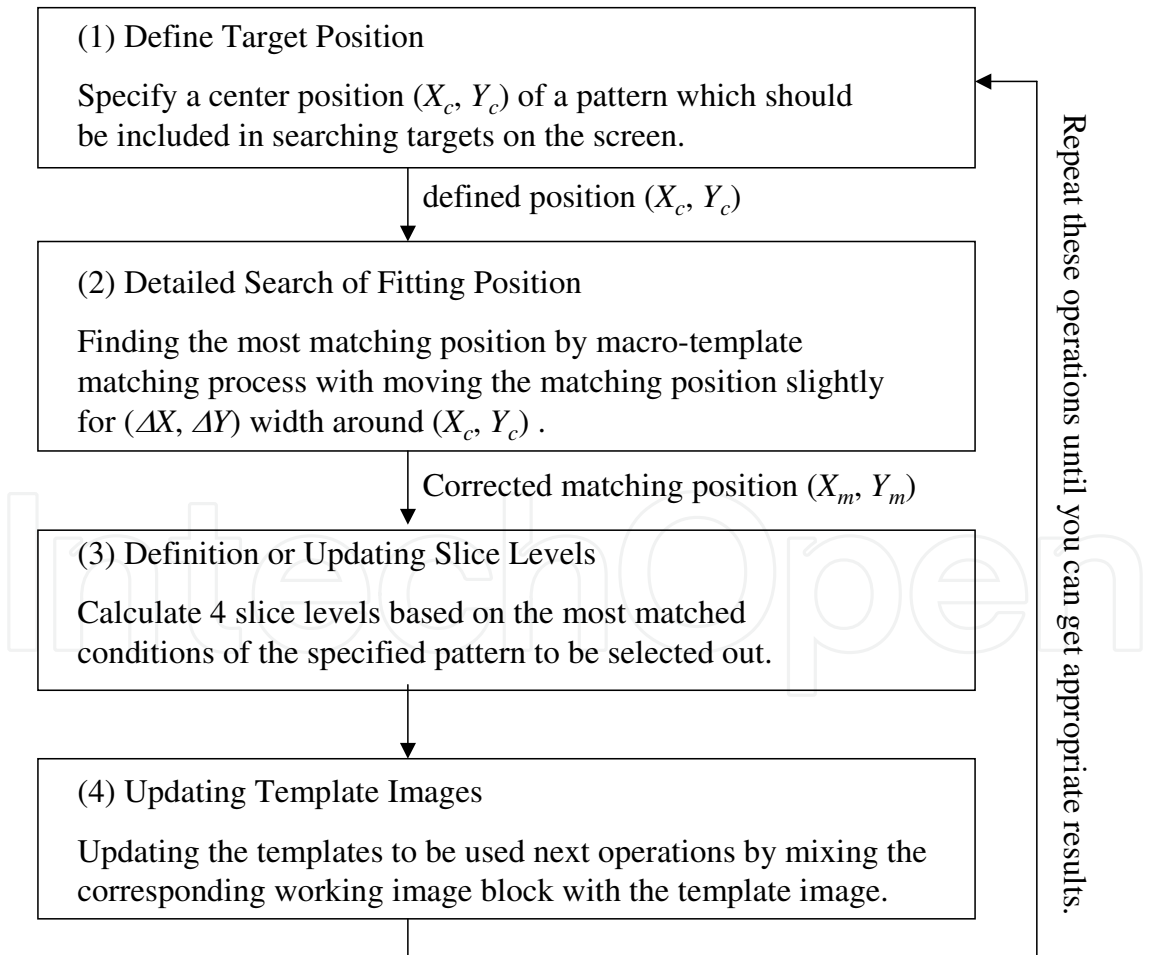 (1) Define Target Position
Specify a center position (Xc, Yc) of a pattern which should
be included in searching targets on the screen.
defined position (Xc, Yc)
(2) Detailed Search of Fitting Position
Finding the most matching position by macro-template
matching process with moving the matching position slightly
for (ΔX, ΔY) width around (Xc, Yc) .
Corrected matching position (Xm, Ym)
(3) Definition or Updating Slice Levels
Calculate 4 slice levels based on the most matched
conditions of the specified pattern to be selected out.
(4) Updating Template Images
Updating the templates to be used next operations by mixing the
corresponding working image block with the template image.
Repeat these operations until you can get appropriate results.
IntechOpen